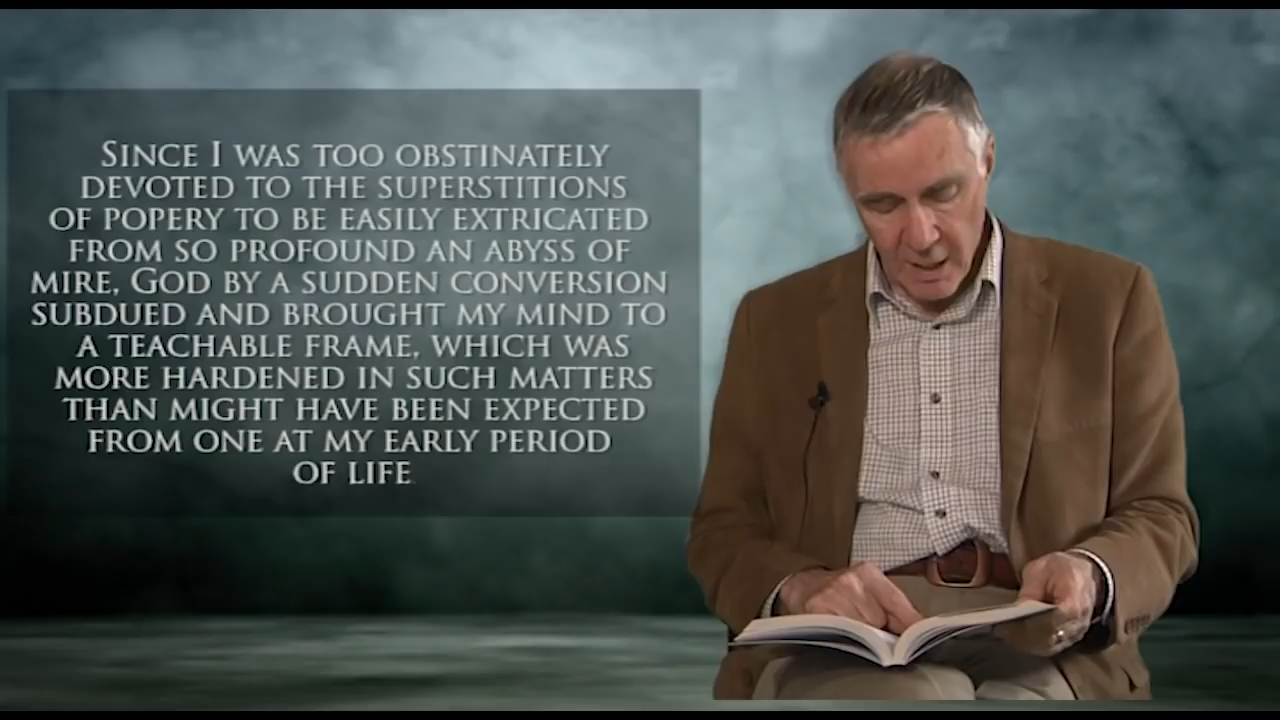 SINCE I WAS TOO OBSTINATELY
DEVOTED TO THE SUPERSTITIONS
OF POPERY TO BE EASILY EXTRICATED
FROM SO PROFOUND AN ABYSS OF
MIRE, GOD BY A SUDDEN CONVERSION
SUBDUED AND BROUGHT MY MIND TO
A TEACHABLE FRAME, WHICH WAS
MORE HARDENED IN SUCH MATTERS
THAN MIGHT HAVE BEEN EXPECTED
FROM ONE AT MY EARLY PERIOD
OF LIFE